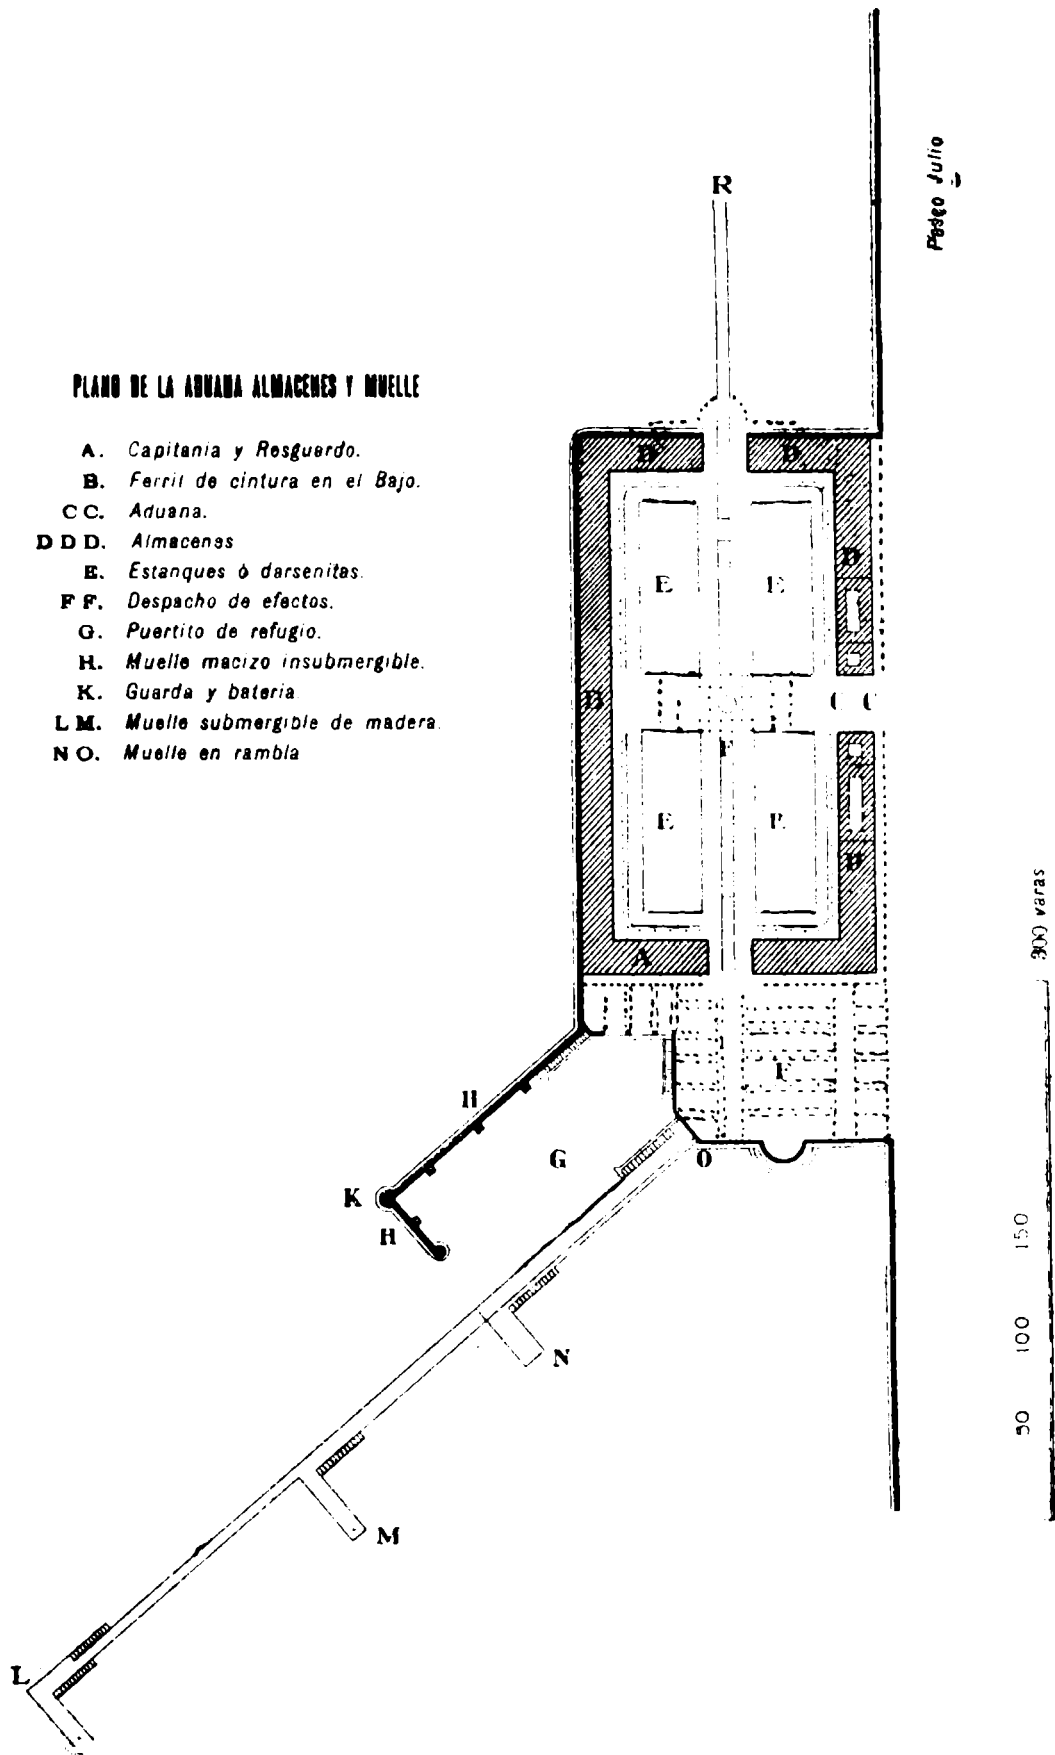 R
Paseo Julio
PLANO DE LA ADUANA ALMACENES Y MUELLE
A. Capitania y Resguardo.
B. Ferril de cintura en el Bajo.
C C. Aduana.
D D D. Almacenes
E. Estanques ò darsenitas.
F F. Despacho de efectos.
G. Puertito de refugio.
H. Muelle macizo insubmergible.
K. Guarda y bateria
L M. Muelle submergible de madera.
N O. Muelle en rambla
D D
D
E E
B C C
F
E E
D
A
300 varas
F
H
G O
K
H
150
N
100
50
M
L